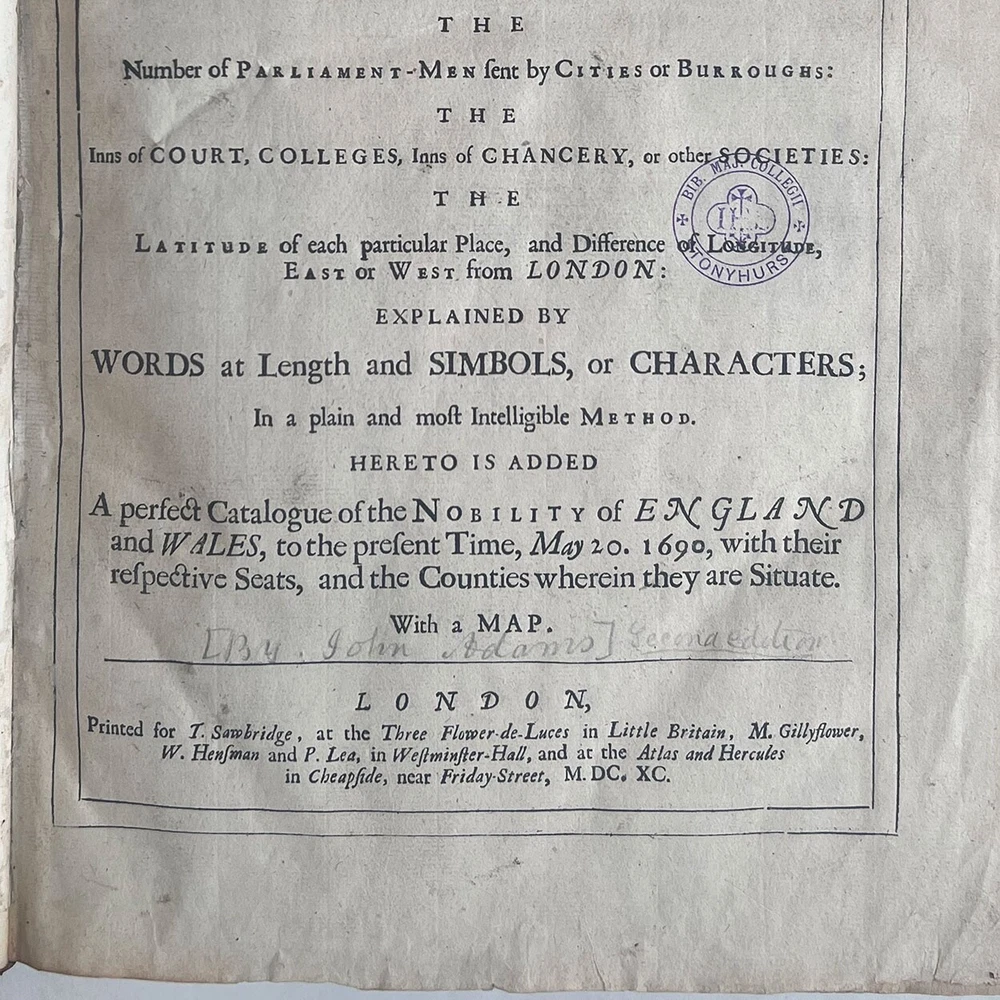 THE
Number of PARLIAMENT-MEN ſent by CITIES or BURROUGHS:
THE
Inns of COURT, COLLEGES, Inns of CHANCERY, or other SOCIETIES:
THE
LATITUDE of each particular Place, and Difference of LONGITUDE,
EAST or WEST from LONDON:
BIB. MAJ. COLLEGII
IHS
STONYHURST
EXPLAINED BY
WORDS at Length and SIMBOLS, or CHARACTERS;
In a plain and moſt Intelligible METHOD.
HERETO IS ADDED
A perfect Catalogue of the NOBILITY of ENGLAND
and WALES, to the preſent Time, May 20. 1690, with their
reſpective Seats, and the Counties wherein they are Situate.
With a MAP.
[By John Adams] Second edition
LONDON,
Printed for T. Sawbridge, at the Three Flower-de-Luces in Little Britain, M. Gillyflower,
W. Henſman and P. Lea, in Weſtminſter-Hall, and at the Atlas and Hercules
in Cheapſide, near Friday-Street, M. DC. XC.